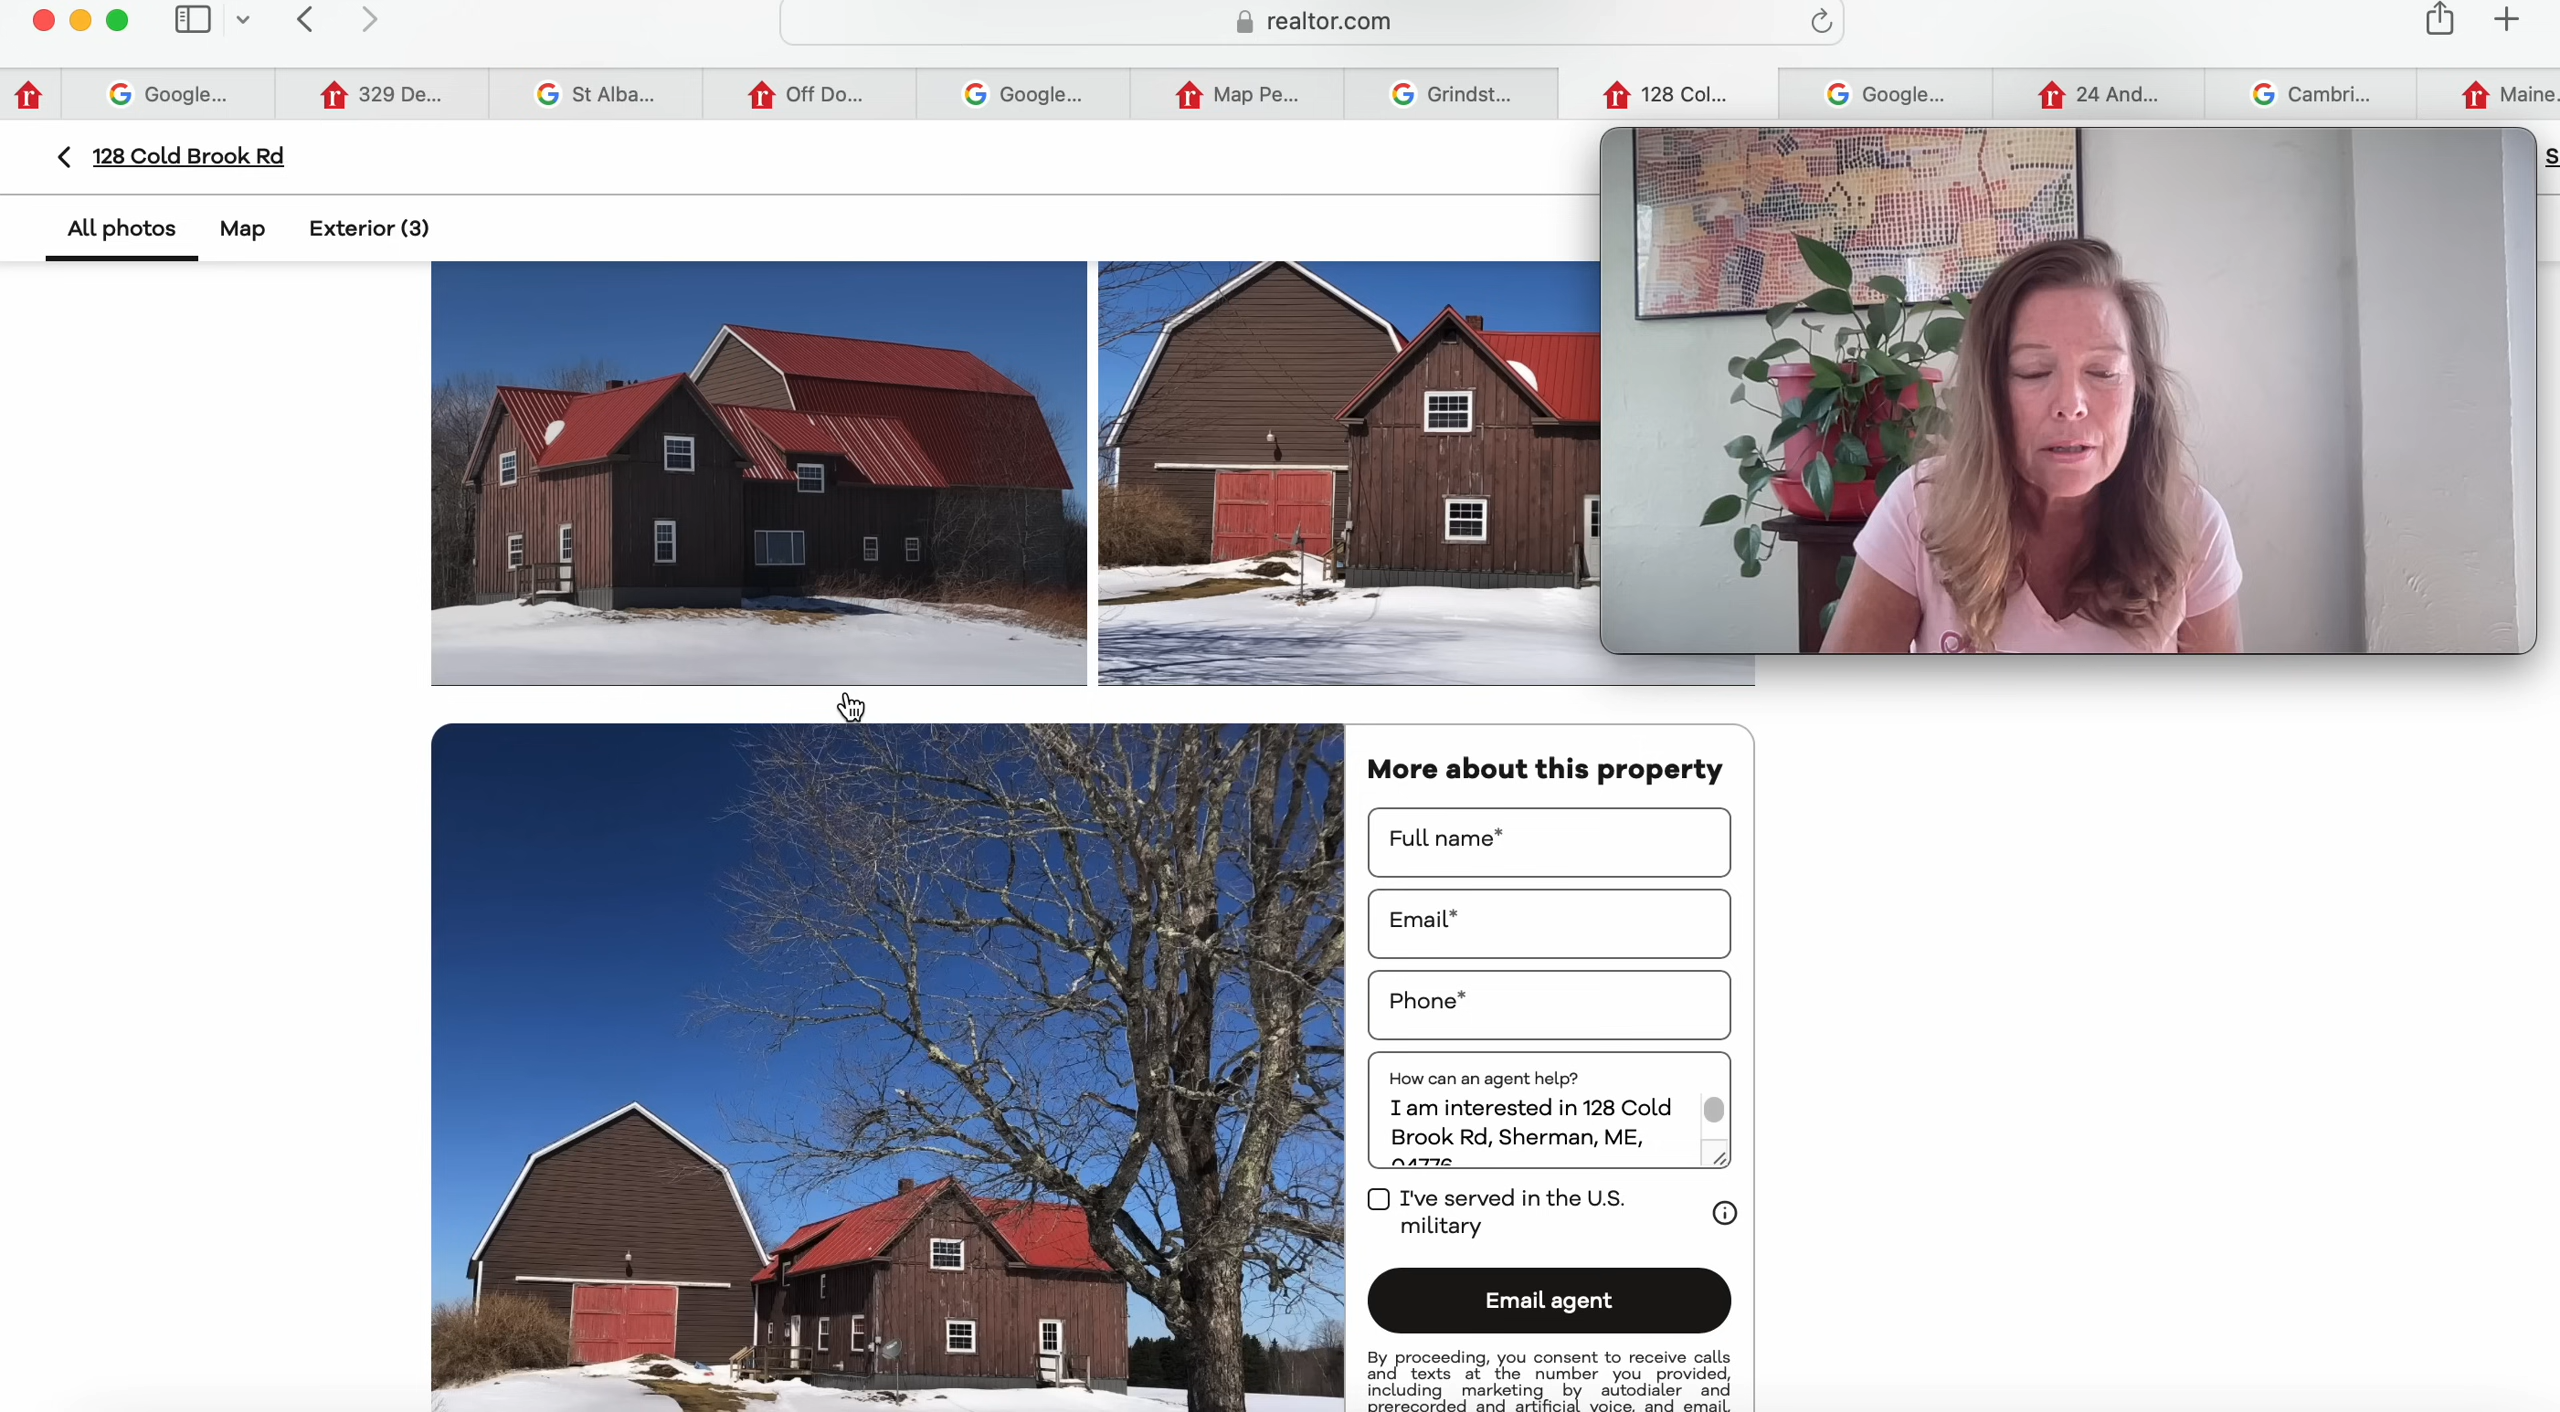 realtor.com
Google...
329 De...
St Alba...
Off Do...
Google...
Map Pe...
Grindst...
128 Col...
Google...
24 And...
Cambri...
Maine.
128 Cold Brook Rd
S
All photos Map Exterior (3)
More about this property
Full name*
Email*
Phone*
How can an agent help?
I am interested in 128 Cold
Brook Rd, Sherman, ME,
04776
I've served in the U.S.
military
Email agent
By proceeding, you consent to receive calls
and texts at the number you provided,
including marketing by autodialer and
prerecorded and artificial voice, and email,